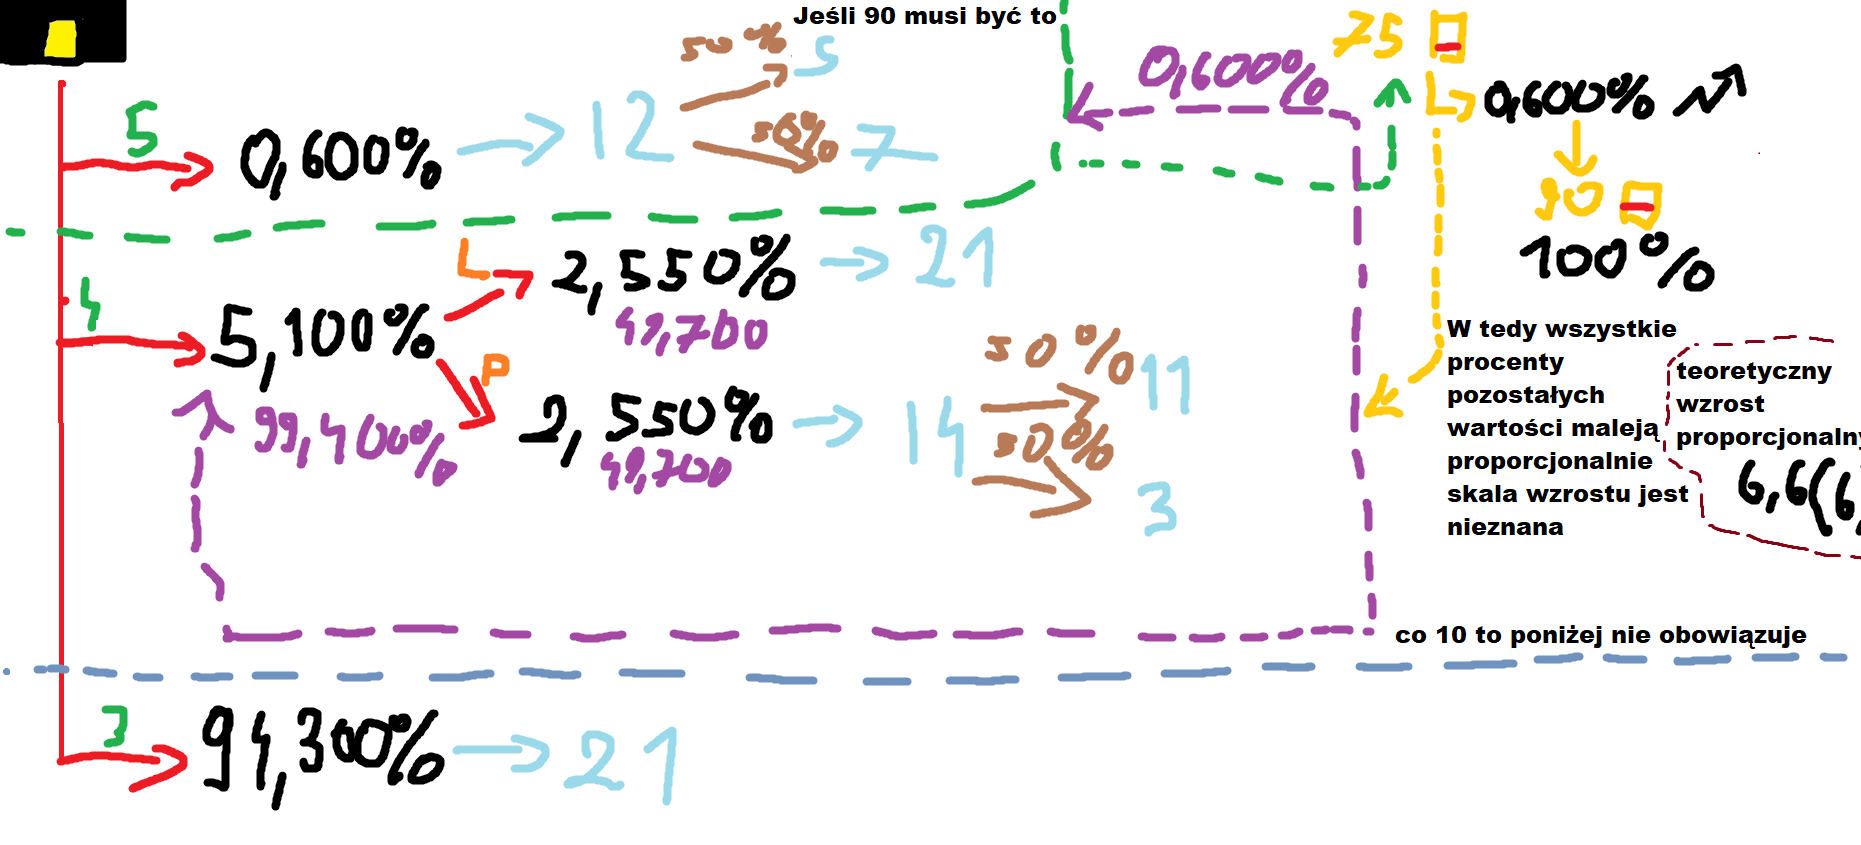 Jeśli 90 musi być to
50% 5
75
0,600%
0,600%
5
0,600% 12
50% 7
90
100%
L
2,550% 21
49,700
4
5,100%
P
2,550% 14
49,700
99,400%
50% 11
50%
3
W tedy wszystkie
procenty
pozostałych
wartości maleją
proporcjonalnie
skala wzrostu jest
nieznana
teoretyczny
wzrost
proporcjonalny
6,6(6,
co 10 to poniżej nie obowiązuje
3
94,300% 21